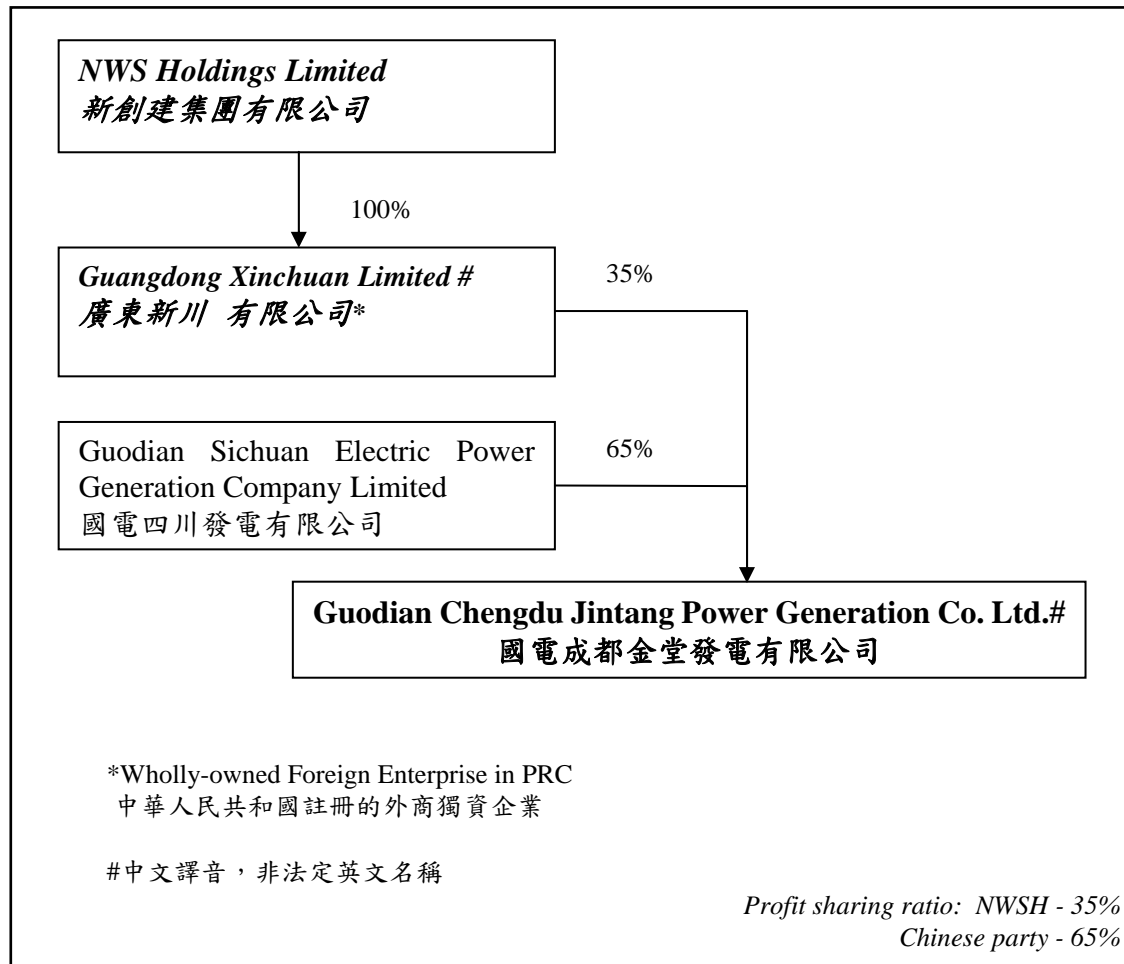 NWS Holdings Limited
新創建集團有限公司
100%
Guangdong Xinchuan Limited #
廣東新川 有限公司*
35%
Guodian Sichuan Electric Power
Generation Company Limited
國電四川發電有限公司
65%
Guodian Chengdu Jintang Power Generation Co. Ltd.#
國電成都金堂發電有限公司
*Wholly-owned Foreign Enterprise in PRC
中華人民共和國註冊的外商獨資企業
#中文譯音，非法定英文名稱
Profit sharing ratio: NWSH - 35%
Chinese party - 65%